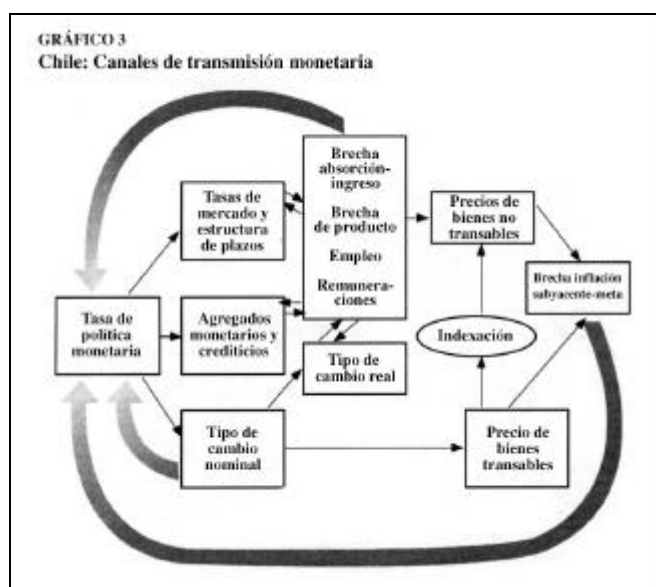 GRÁFICO 3
Chile: Canales de transmisión monetaria
Brecha
absorción-
ingreso
Brecha
de producto
Empleo
Remunera-
ciones
Tasas de
mercado y
estructura
de plazos
Precios de
bienes no
transables
Brecha inflación
subyacente-meta
Tasa de
política
monetaria
Agregados
monetarios y
crediticios
Indexación
Tipo de
cambio real
Tipo de
cambio
nominal
Precio de
bienes
transables